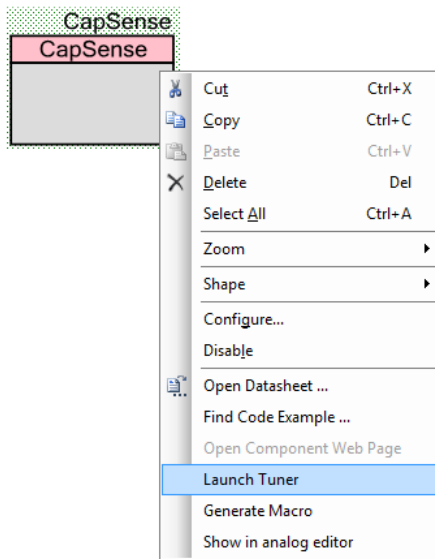 CapSense
CapSense
Cut Ctrl+X
Copy Ctrl+C
Paste Ctrl+V
Delete Del
Select All Ctrl+A
Zoom
Shape
Configure...
Disable
Open Datasheet ...
Find Code Example ...
Open Component Web Page
Launch Tuner
Generate Macro
Show in analog editor